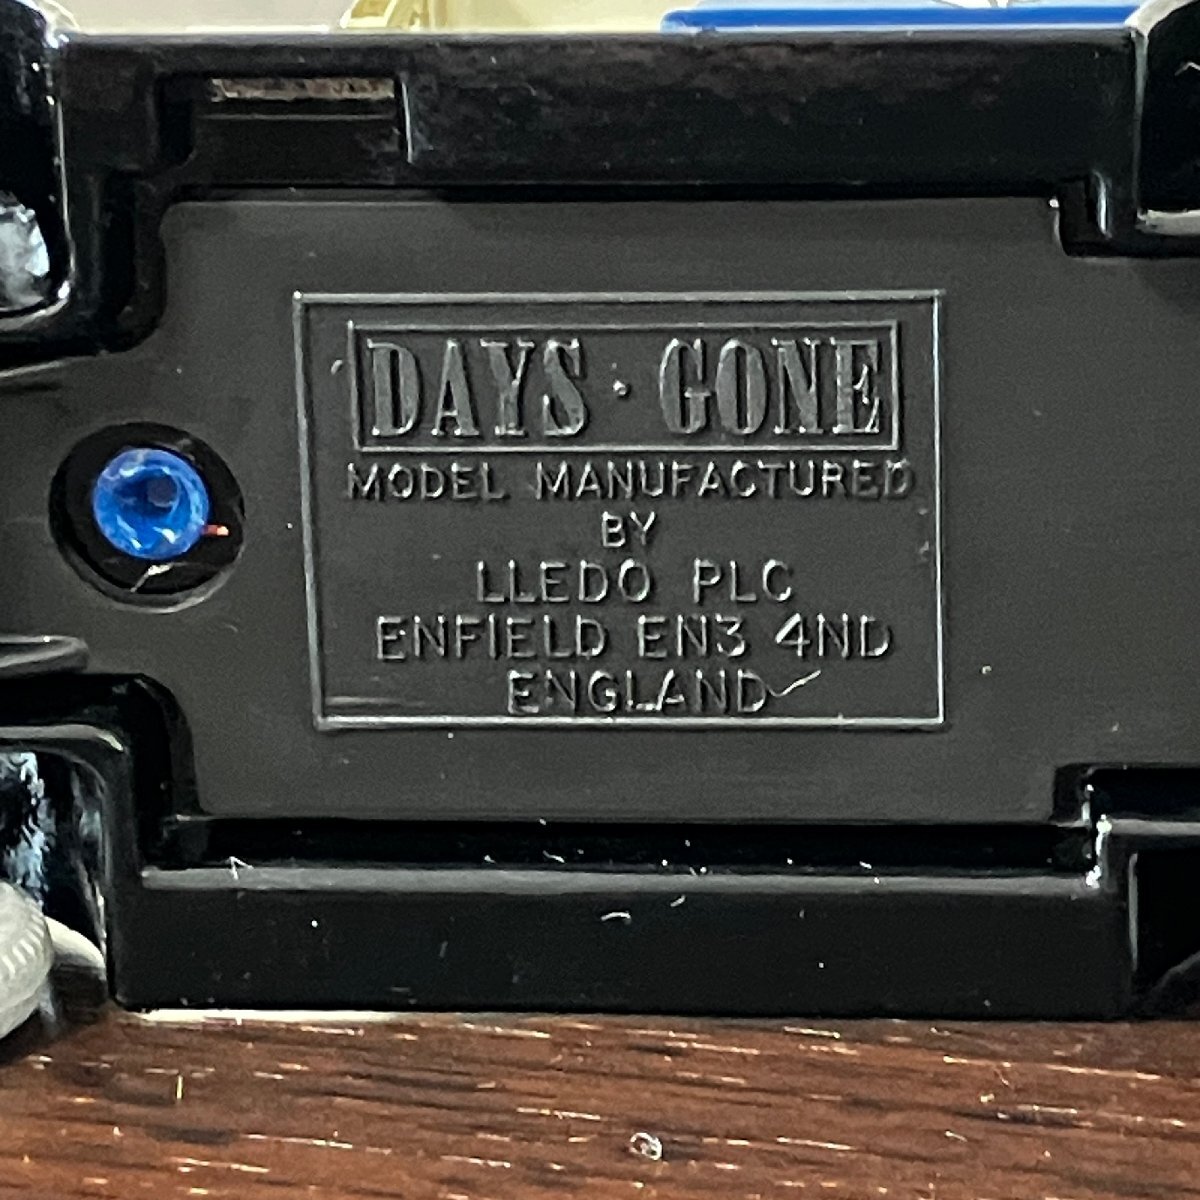 DAYS · GONE
MODEL MANUFACTURED
BY
LLEDO PLC
ENFIELD EN3 4ND
ENGLAND